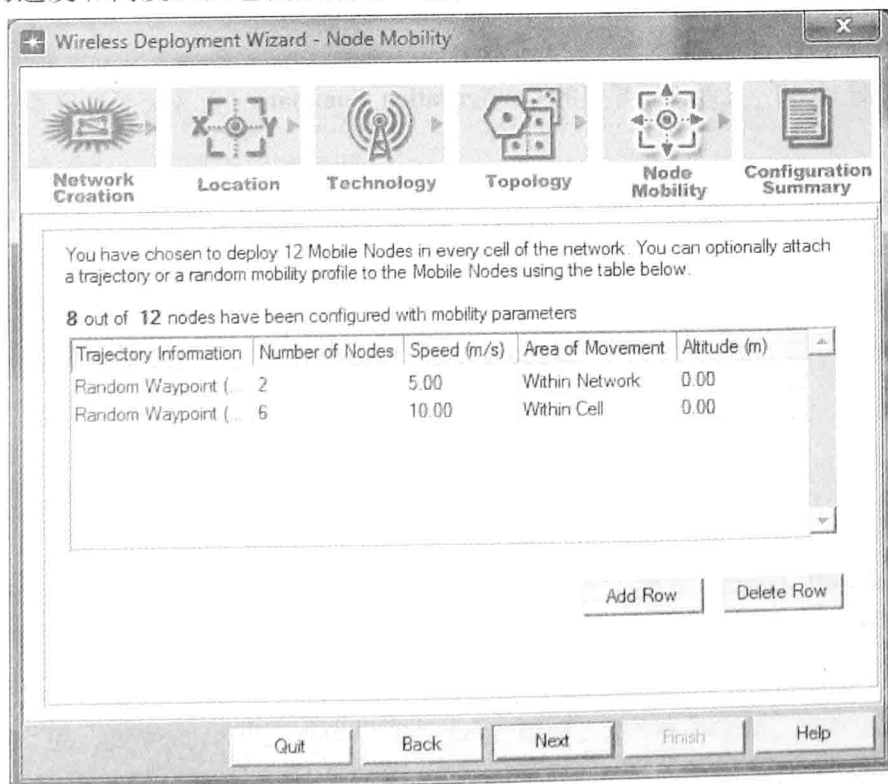 Wireless Deployment Wizard - Node Mobility
X
X
Y
Network
Creation
Location
Technology
Topology
Node
Mobility
Configuration
Summary
You have chosen to deploy 12 Mobile Nodes in every cell of the network. You can optionally attach
a trajectory or a random mobility profile to the Mobile Nodes using the table below.
8 out of 12 nodes have been configured with mobility parameters
Trajectory Information Number of Nodes Speed (m/s) Area of Movement Altitude (m)
Random Waypoint (... 2 5.00 Within Network 0.00
Random Waypoint (... 6 10.00 Within Cell 0.00
Add Row Delete Row
Quit Back Next Finish Help